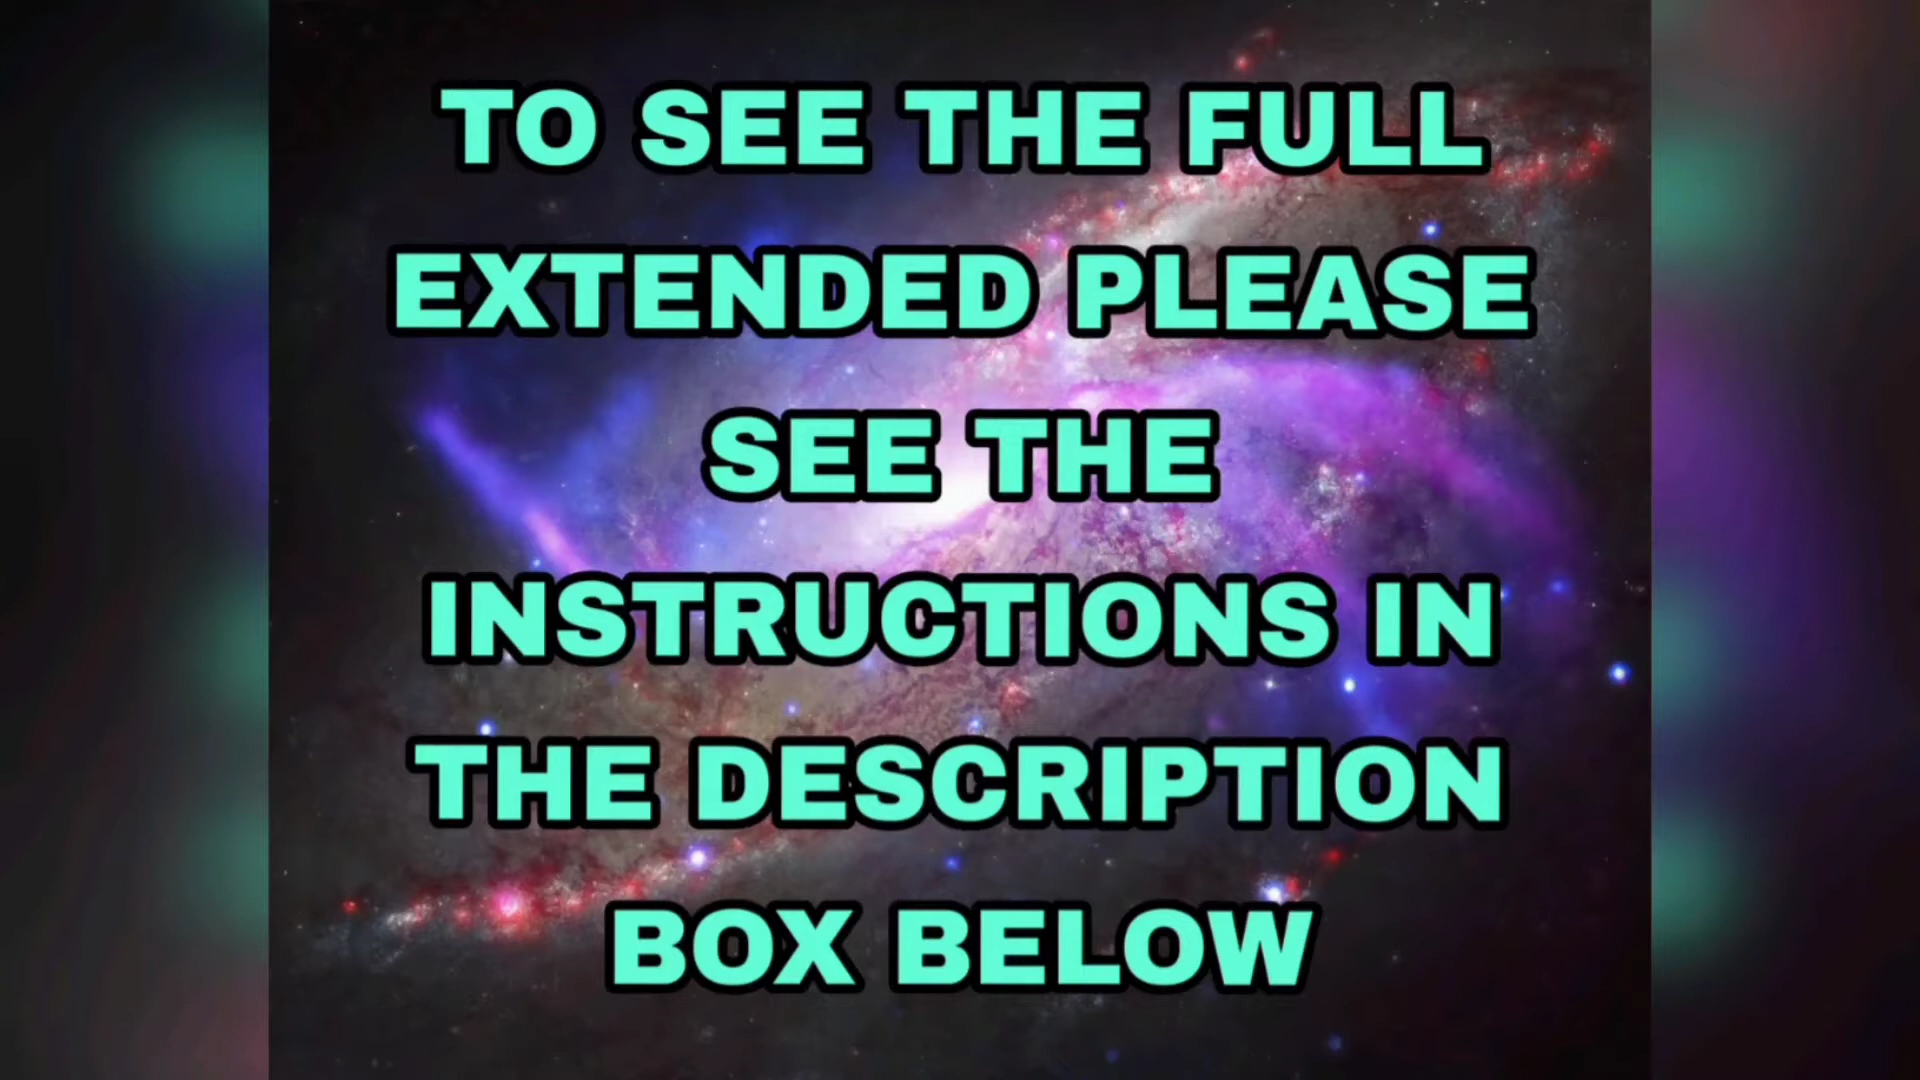 TO SEE THE FULL
EXTENDED PLEASE
SEE THE
INSTRUCTIONS IN
THE DESCRIPTION
BOX BELOW